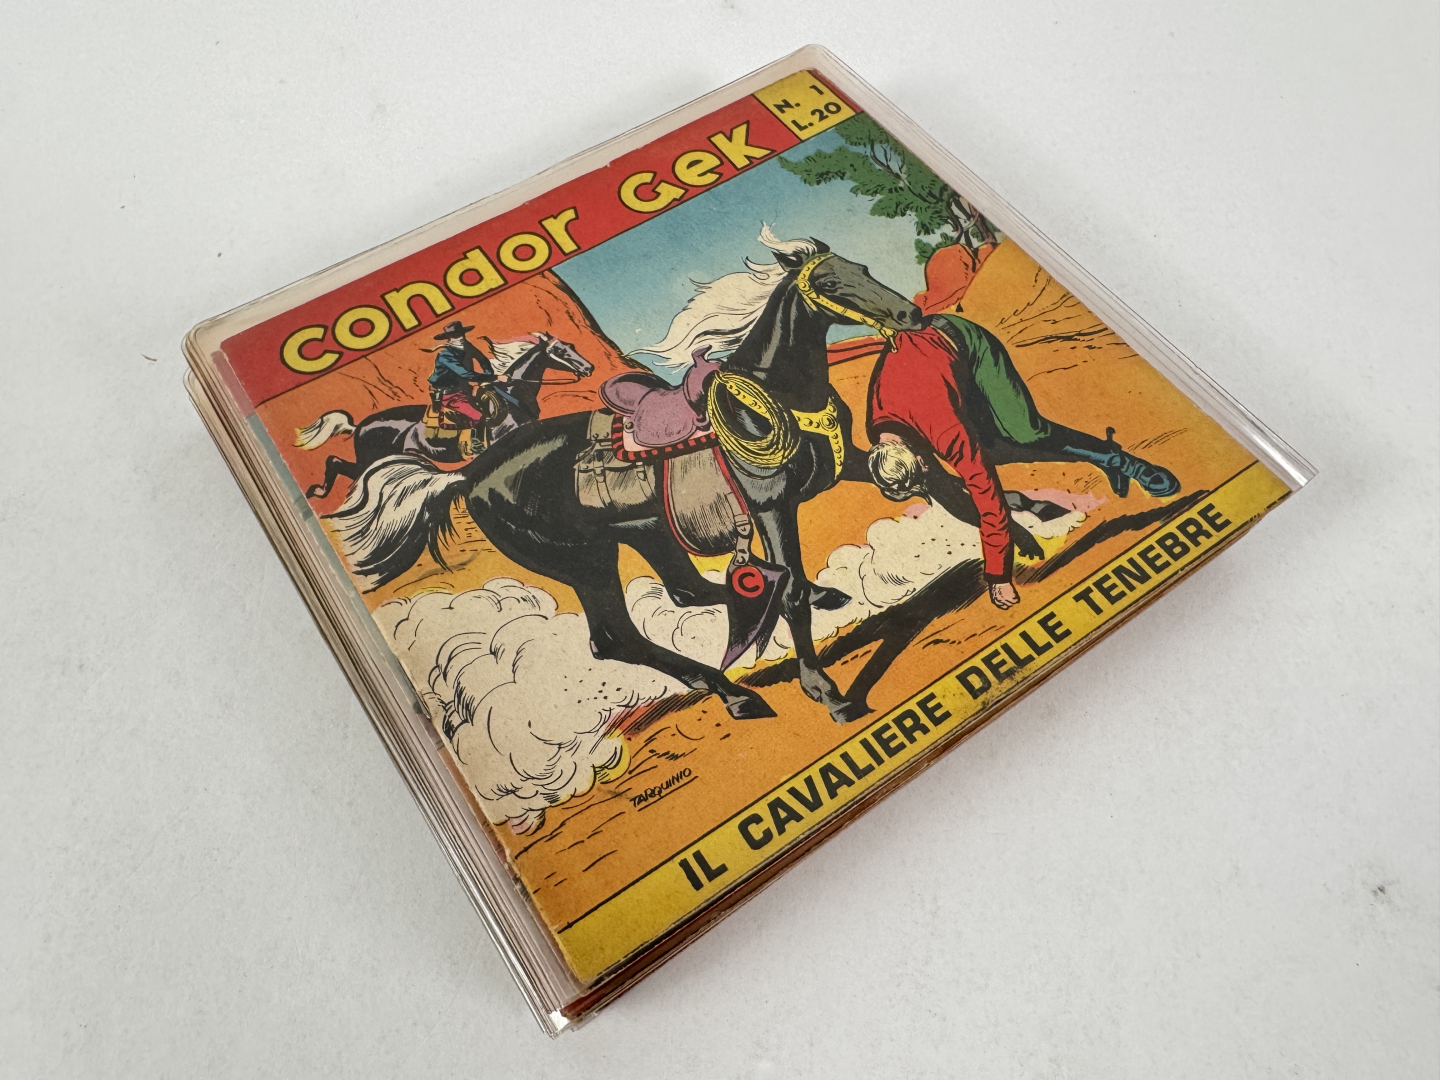 condor Gek
N. 1
L. 20
C
TARQUINIO
IL CAVALIERE DELLE TENEBRE